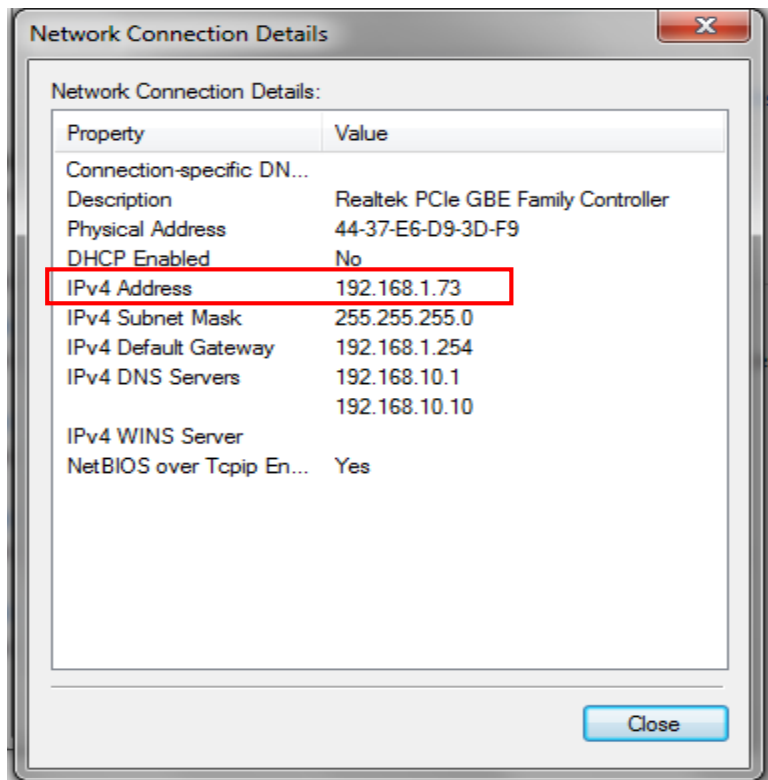 Network Connection Details
Network Connection Details:
Property Value
Connection-specific DN...
Description Realtek PCIe GBE Family Controller
Physical Address 44-37-E6-D9-3D-F9
DHCP Enabled No
IPv4 Address 192.168.1.73
IPv4 Subnet Mask 255.255.255.0
IPv4 Default Gateway 192.168.1.254
IPv4 DNS Servers 192.168.10.1
192.168.10.10
IPv4 WINS Server
NetBIOS over Tcpip En... Yes
Close